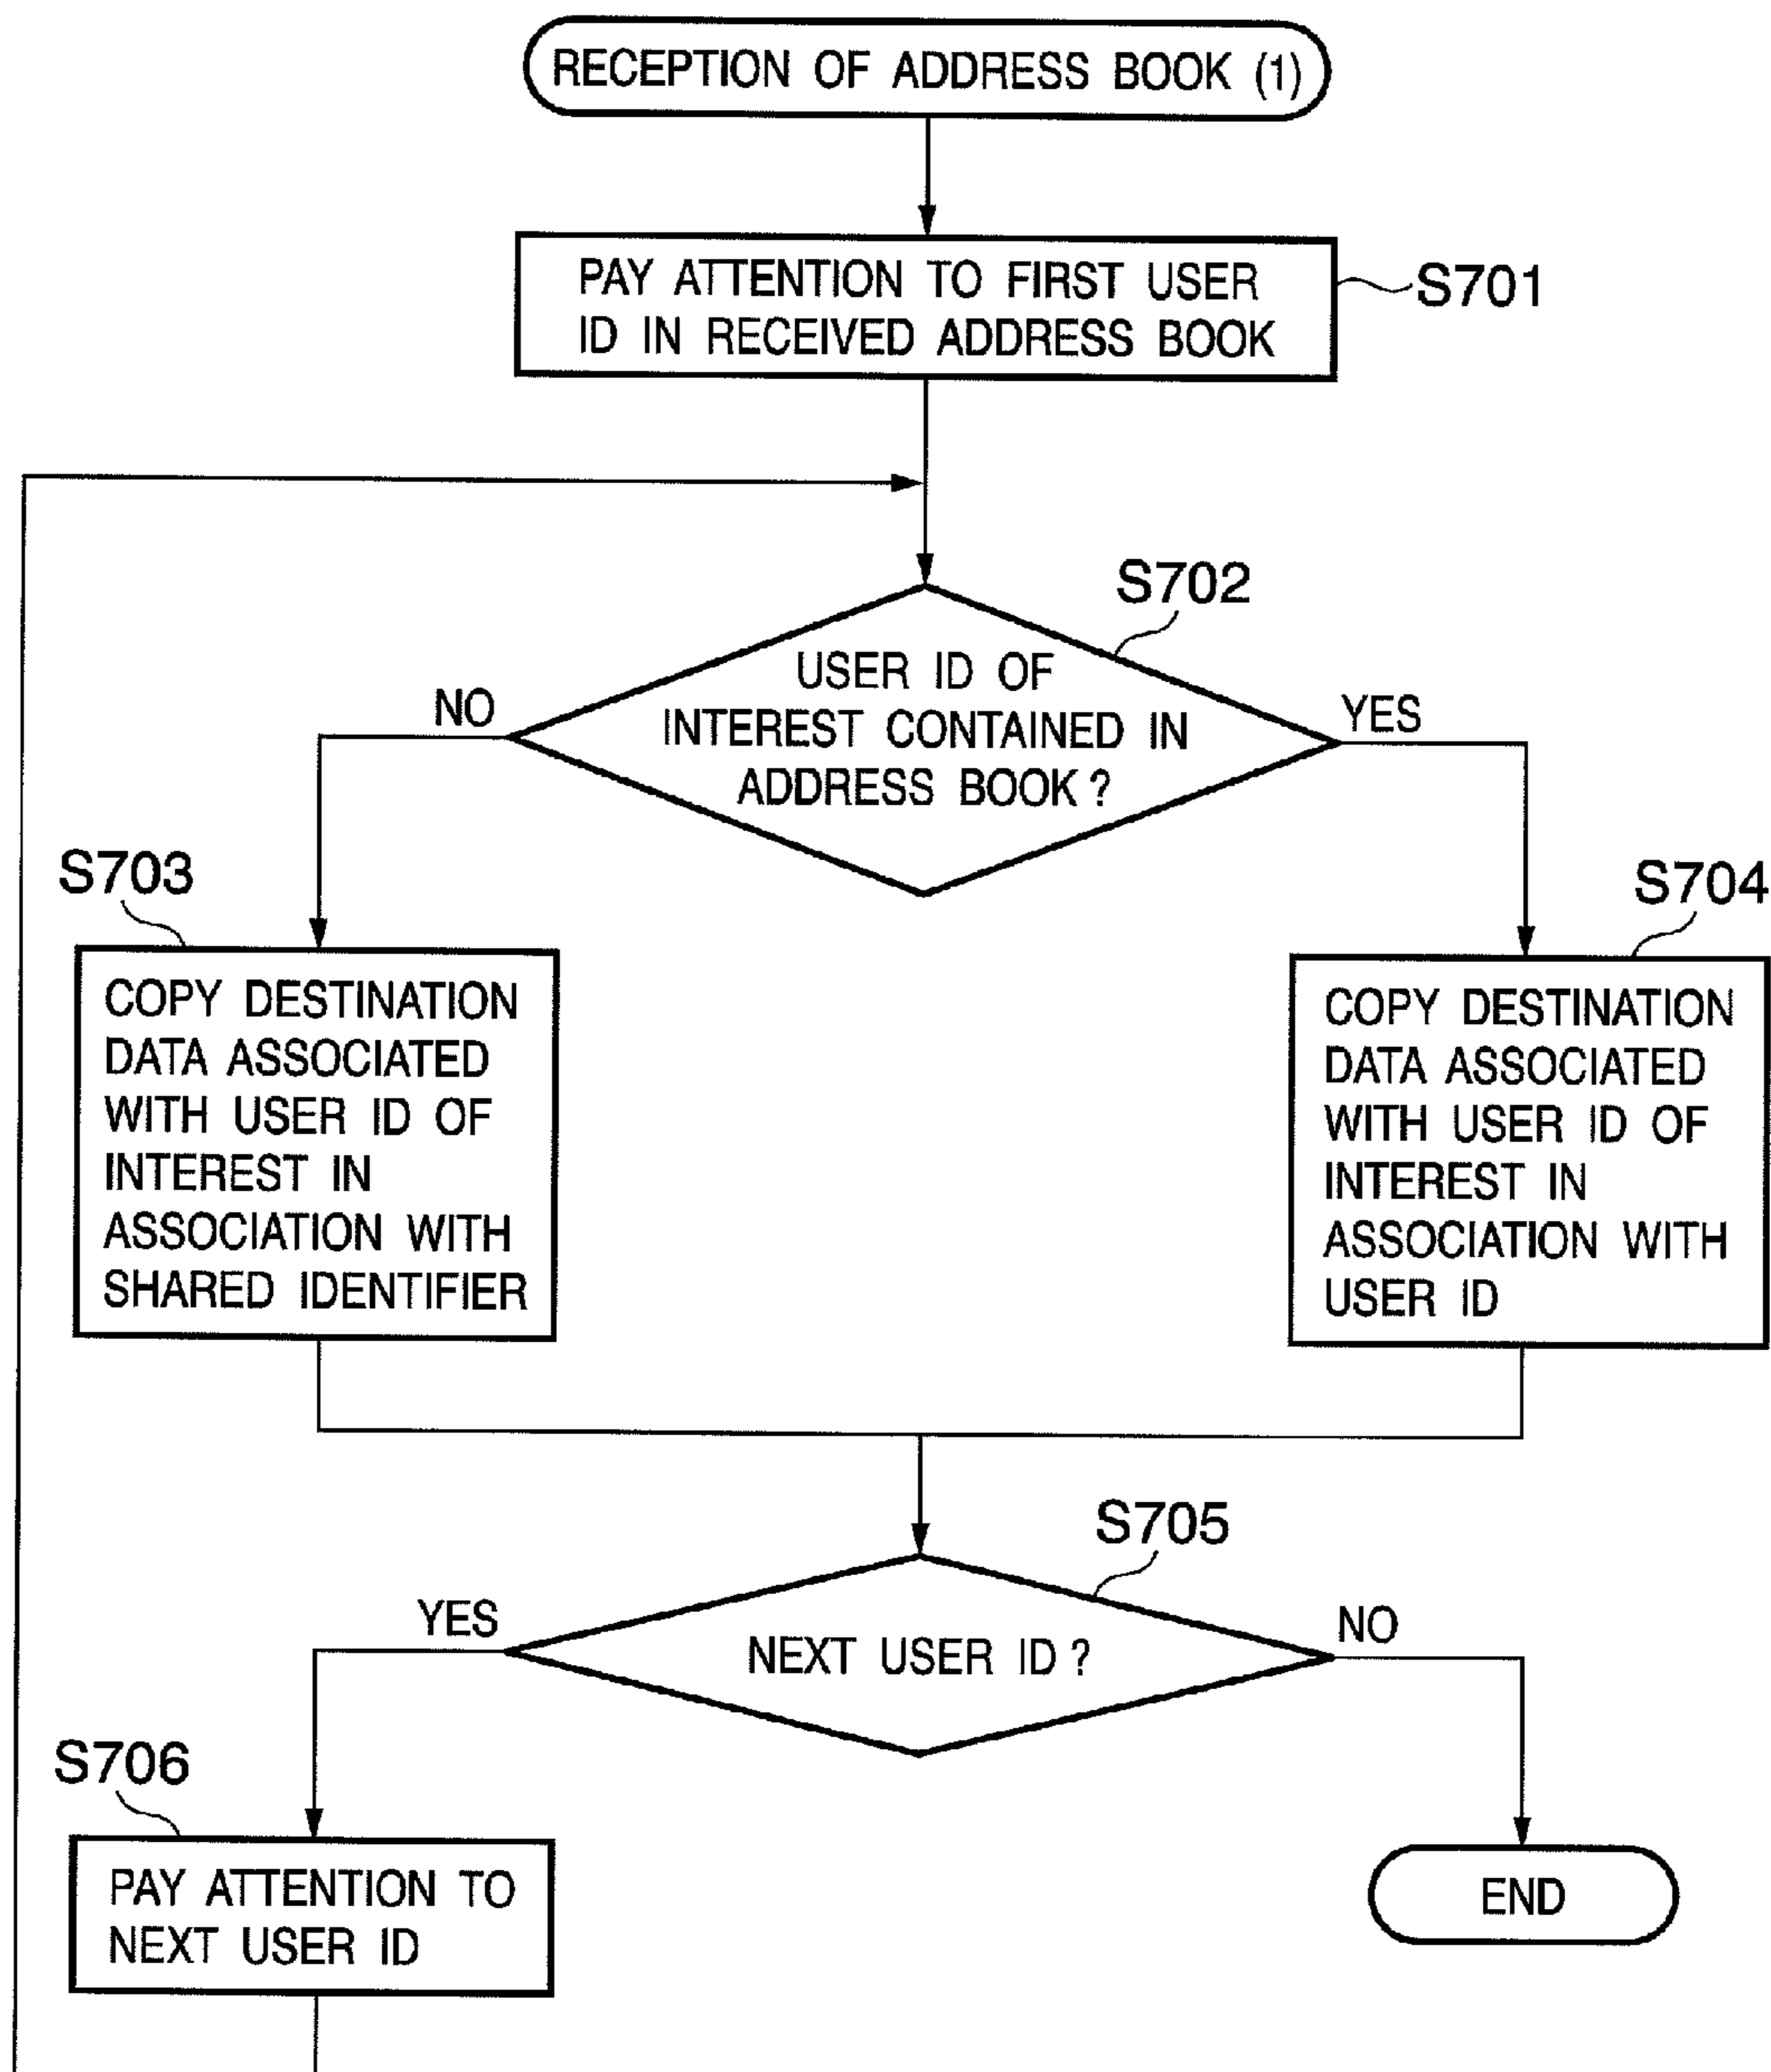 RECEPTION OF ADDRESS BOOK (1)
PAY ATTENTION TO FIRST USER
ID IN RECEIVED ADDRESS BOOK
S701
S702
USER ID OF
INTEREST CONTAINED IN
ADDRESS BOOK?
NO
YES
S703
COPY DESTINATION
DATA ASSOCIATED
WITH USER ID OF
INTEREST IN
ASSOCIATION WITH
SHARED IDENTIFIER
S704
COPY DESTINATION
DATA ASSOCIATED
WITH USER ID OF
INTEREST IN
ASSOCIATION WITH
USER ID
S705
NEXT USER ID?
YES
NO
S706
PAY ATTENTION TO
NEXT USER ID
END